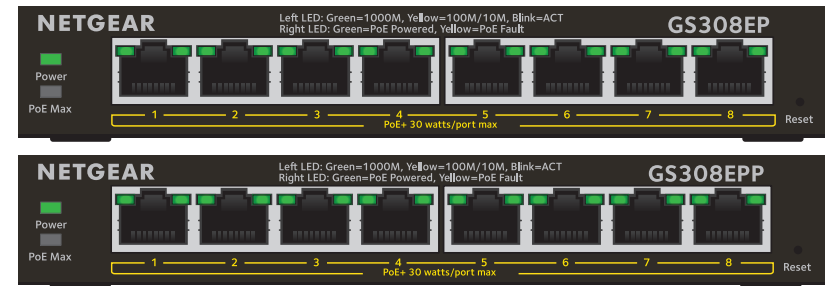 NETGEAR
Left LED: Green=1000M, Yellow=100M/10M, Blink=ACT
Right LED: Green=PoE Powered, Yellow=PoE Fault
GS308EP
Power
PoE Max
1 2 3 4 5 6 7 8
PoE+ 30 watts/port max
Reset
NETGEAR
Left LED: Green=1000M, Yellow=100M/10M, Blink=ACT
Right LED: Green=PoE Powered, Yellow=PoE Fault
GS308EPP
Power
PoE Max
1 2 3 4 5 6 7 8
PoE+ 30 watts/port max
Reset